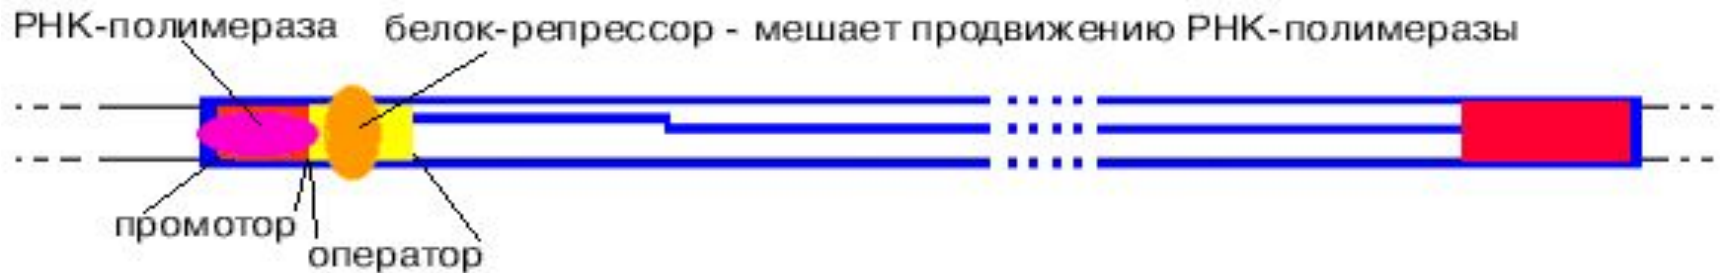 РНК-полимераза
белок-репрессор - мешает продвижению РНК-полимеразы
промотор
оператор